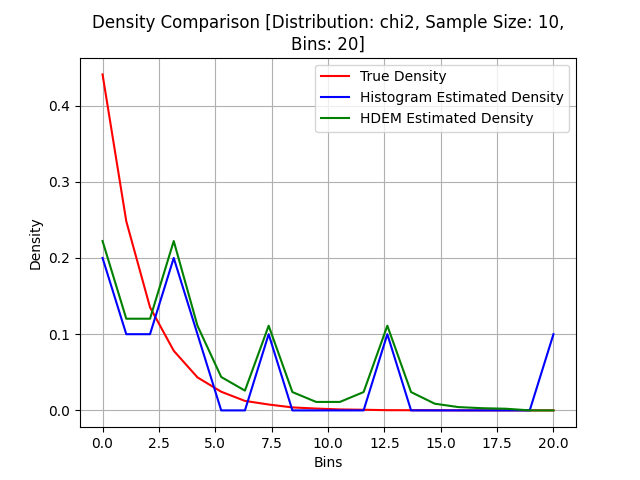 Density Comparison [Distribution: chi2, Sample Size: 10,
Bins: 20]
True Density
Histogram Estimated Density
HDEM Estimated Density
Density
0.4
0.3
0.2
0.1
0.0
0.0 2.5 5.0 7.5 10.0 12.5 15.0 17.5 20.0
Bins